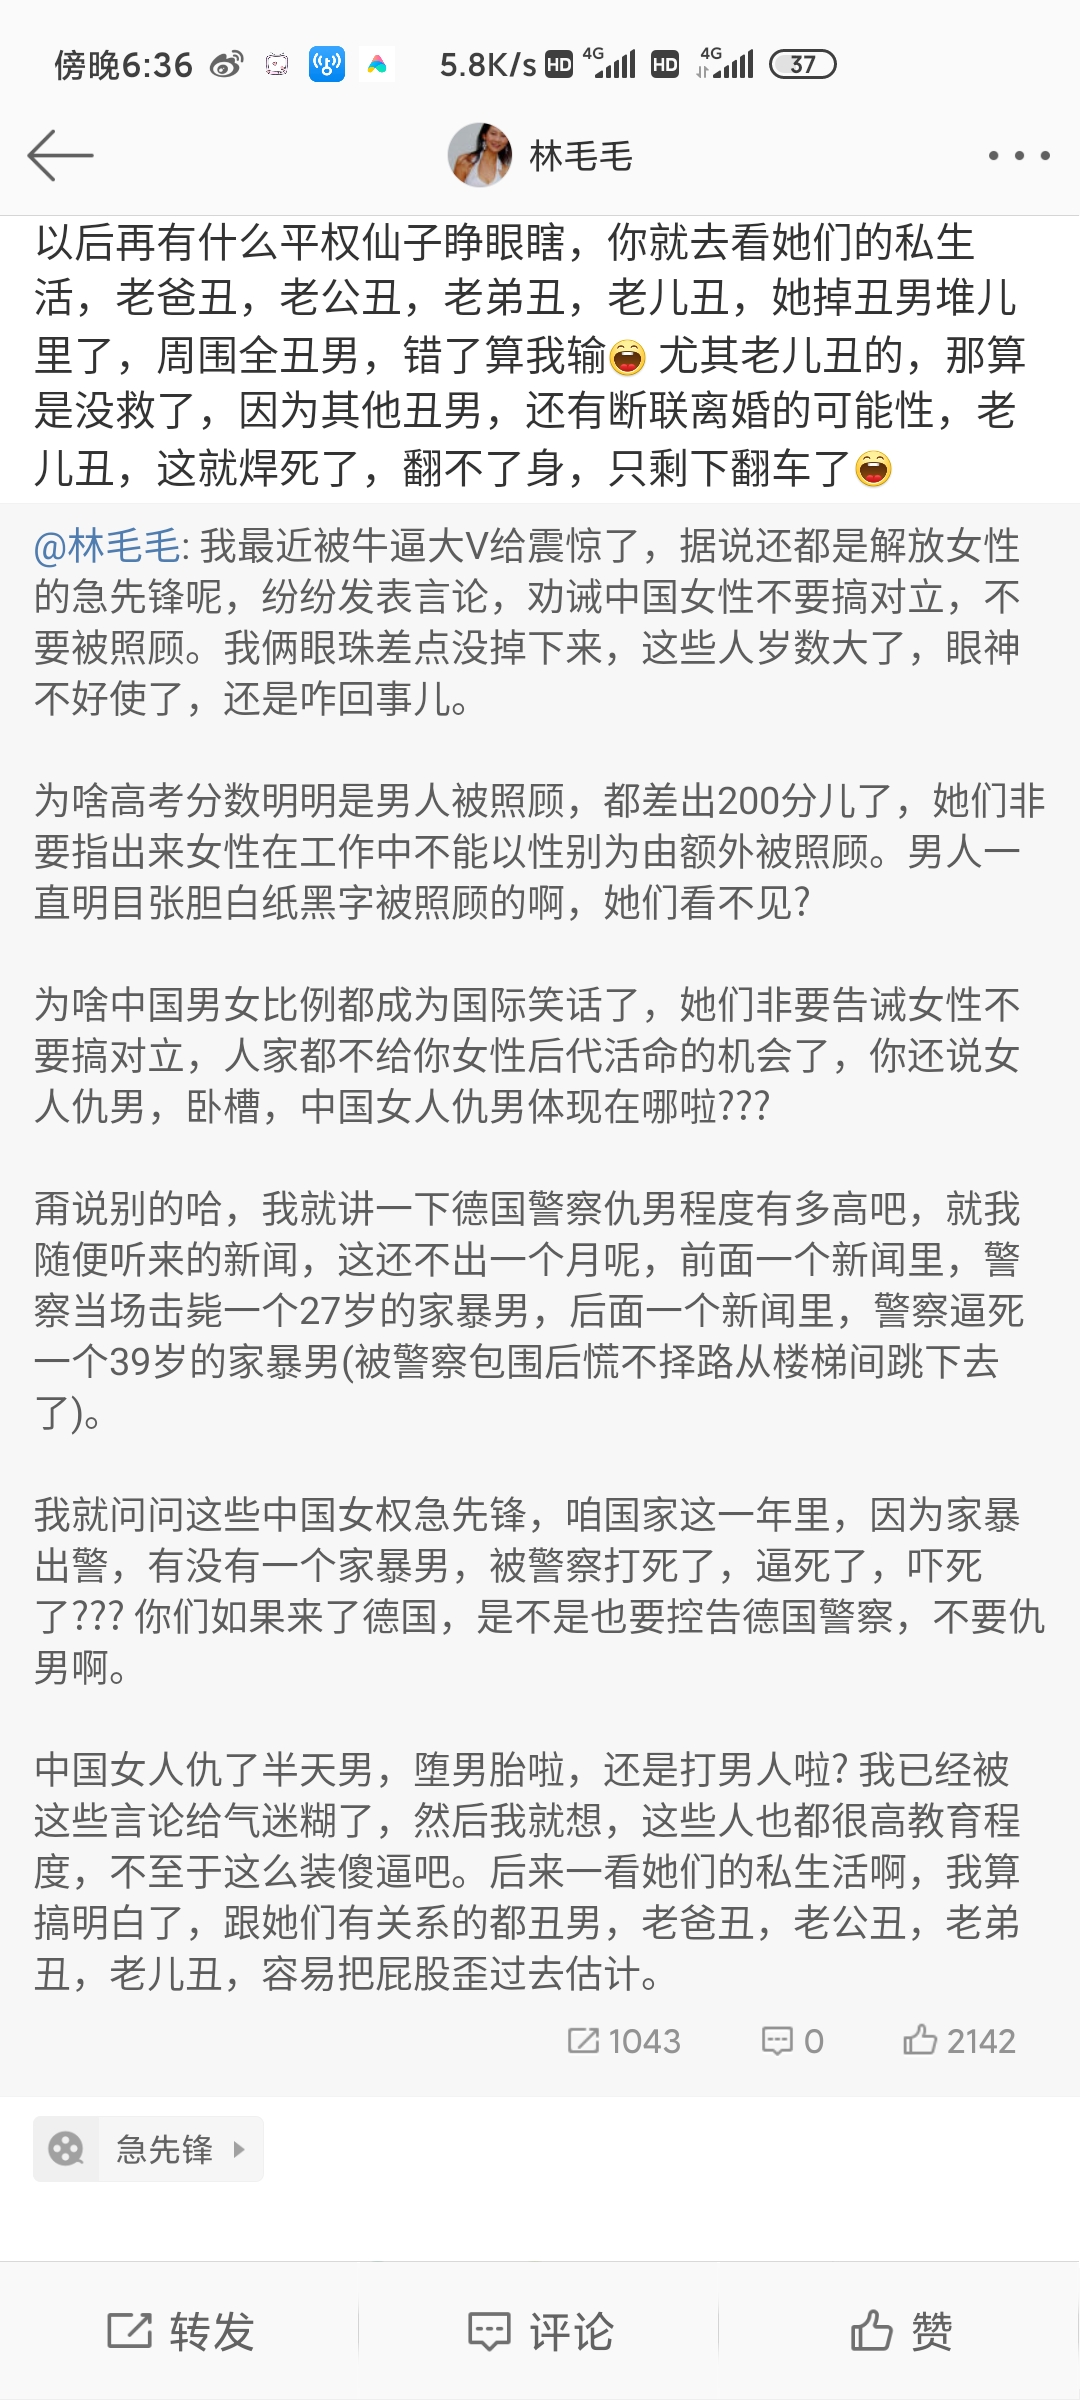 傍晚6:36 5.8K/s HD 4G HD 4G 37
林毛毛
以后再有什么平权仙子睁眼瞎，你就去看她们的私生
活，老爸丑，老公丑，老弟丑，老儿丑，她掉丑男堆儿
里了，周围全丑男，错了算我输😄 尤其老儿丑的，那算
是没救了，因为其他丑男，还有断联离婚的可能性，老
儿丑，这就焊死了，翻不了身，只剩下翻车了😄
@林毛毛: 我最近被牛逼大V给震惊了，据说还都是解放女性
的急先锋呢，纷纷发表言论，劝诫中国女性不要搞对立，不
要被照顾。我俩眼珠差点没掉下来，这些人岁数大了，眼神
不好使了，还是咋回事儿。
为啥高考分数明明是男人被照顾，都差出200分儿了，她们非
要指出来女性在工作中不能以性别为由额外被照顾。男人一
直明目张胆白纸黑字被照顾的啊，她们看不见?
为啥中国男女比例都成为国际笑话了，她们非要告诫女性不
要搞对立，人家都不给你女性后代活命的机会了，你还说女
人仇男，卧槽，中国女人仇男体现在哪啦???
甭说别的哈，我就讲一下德国警察仇男程度有多高吧，就我
随便听来的新闻，这还不出一个月呢，前面一个新闻里，警
察当场击毙一个27岁的家暴男，后面一个新闻里，警察逼死
一个39岁的家暴男(被警察包围后慌不择路从楼梯间跳下去
了)。
我就问问这些中国女权急先锋，咱国家这一年里，因为家暴
出警，有没有一个家暴男，被警察打死了，逼死了，吓死
了??? 你们如果来了德国，是不是也要控告德国警察，不要仇
男啊。
中国女人仇了半天男，堕男胎啦，还是打男人啦? 我已经被
这些言论给气迷糊了，然后我就想，这些人也都很高教育程
度，不至于这么装傻逼吧。后来一看她们的私生活啊，我算
搞明白了，跟她们有关系的都丑男，老爸丑，老公丑，老弟
丑，老儿丑，容易把屁股歪过去估计。
1043 0 2142
急先锋
转发 评论 赞